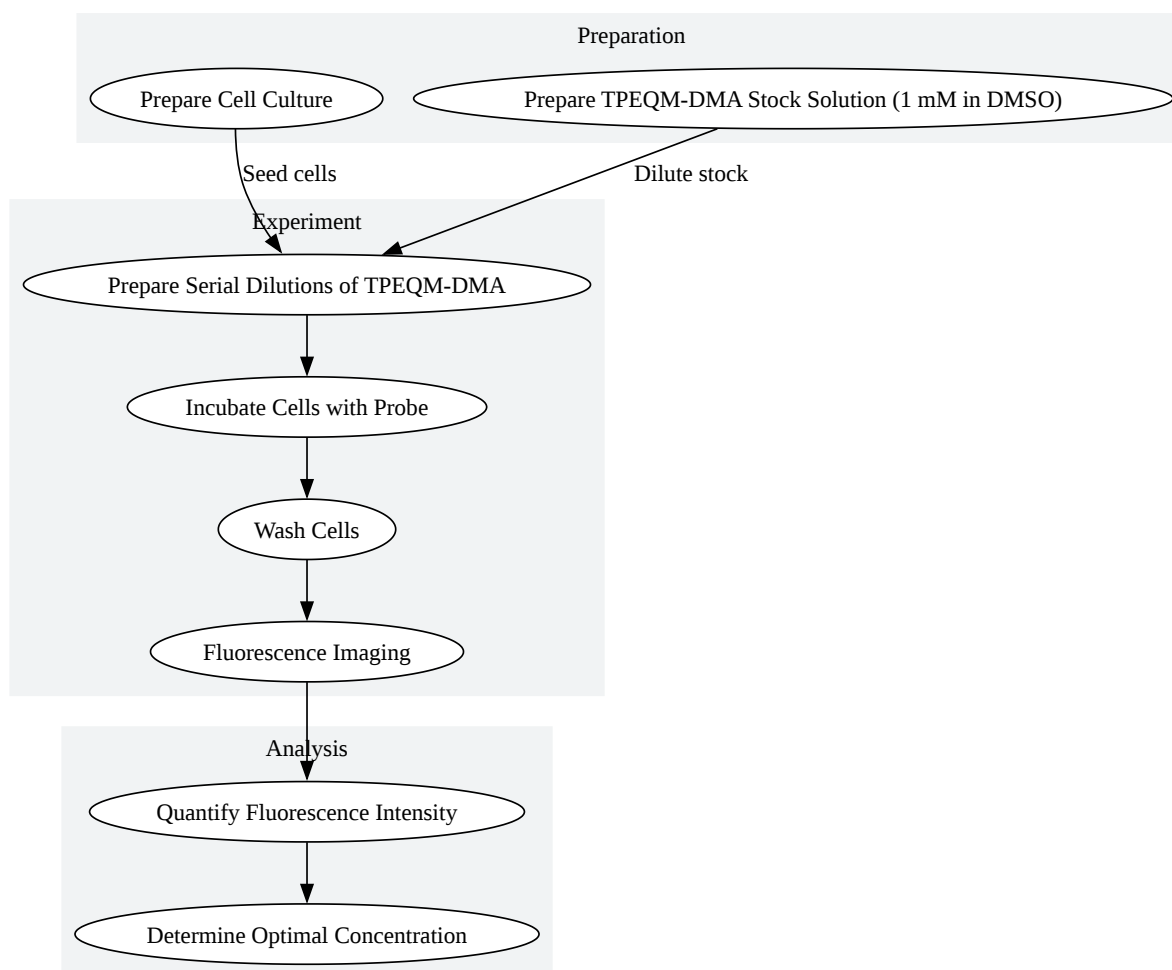 Preparation
Prepare Cell Culture
Prepare TPEQM-DMA Stock Solution (1 mM in DMSO)
Seed cells
Dilute stock
Experiment
Prepare Serial Dilutions of TPEQM-DMA
Incubate Cells with Probe
Wash Cells
Fluorescence Imaging
Analysis
Quantify Fluorescence Intensity
Determine Optimal Concentration